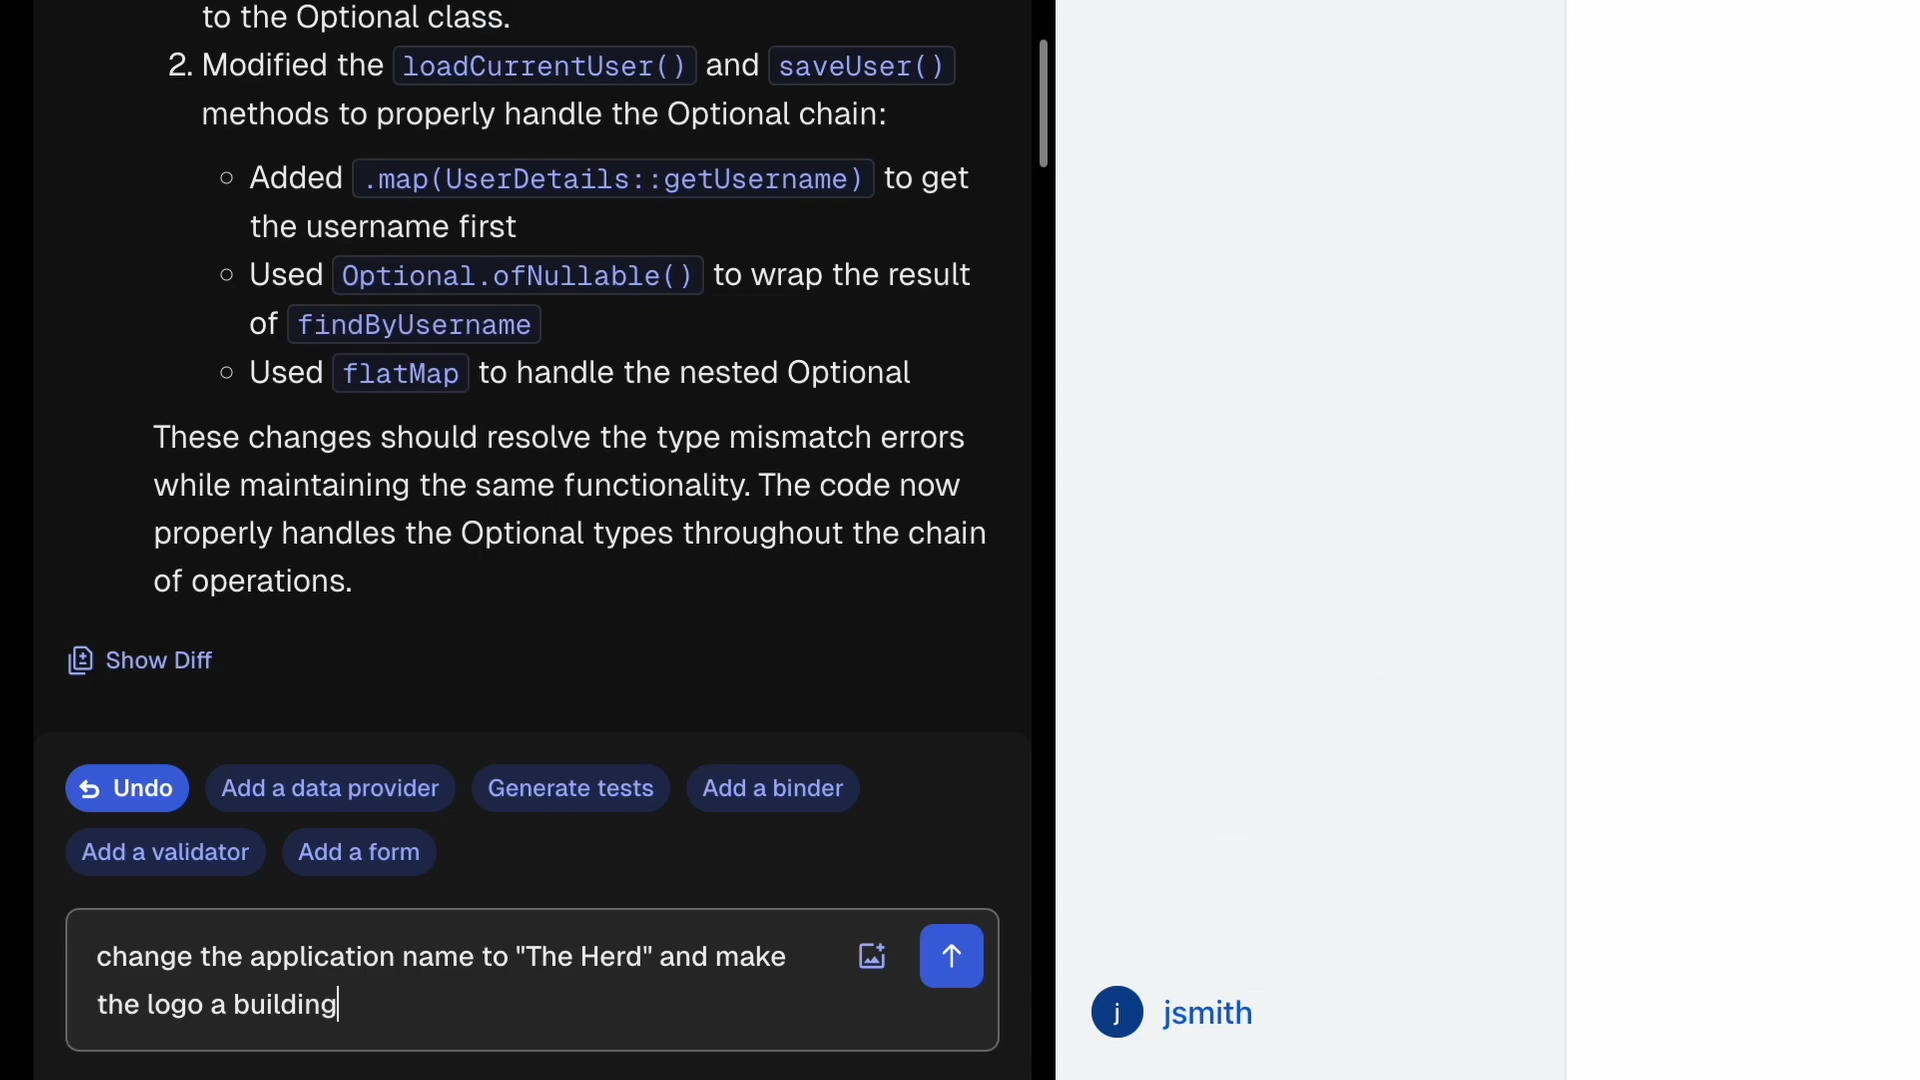 to the Optional class.
2. Modified the loadCurrentUser() and saveUser()
methods to properly handle the Optional chain:
○ Added .map(UserDetails::getUsername) to get
the username first
○ Used Optional.ofNullable() to wrap the result
of findByUsername
○ Used flatMap to handle the nested Optional
These changes should resolve the type mismatch errors
while maintaining the same functionality. The code now
properly handles the Optional types throughout the chain
of operations.
Show Diff
Undo Add a data provider Generate tests Add a binder
Add a validator Add a form
change the application name to "The Herd" and make
the logo a building
j jsmith